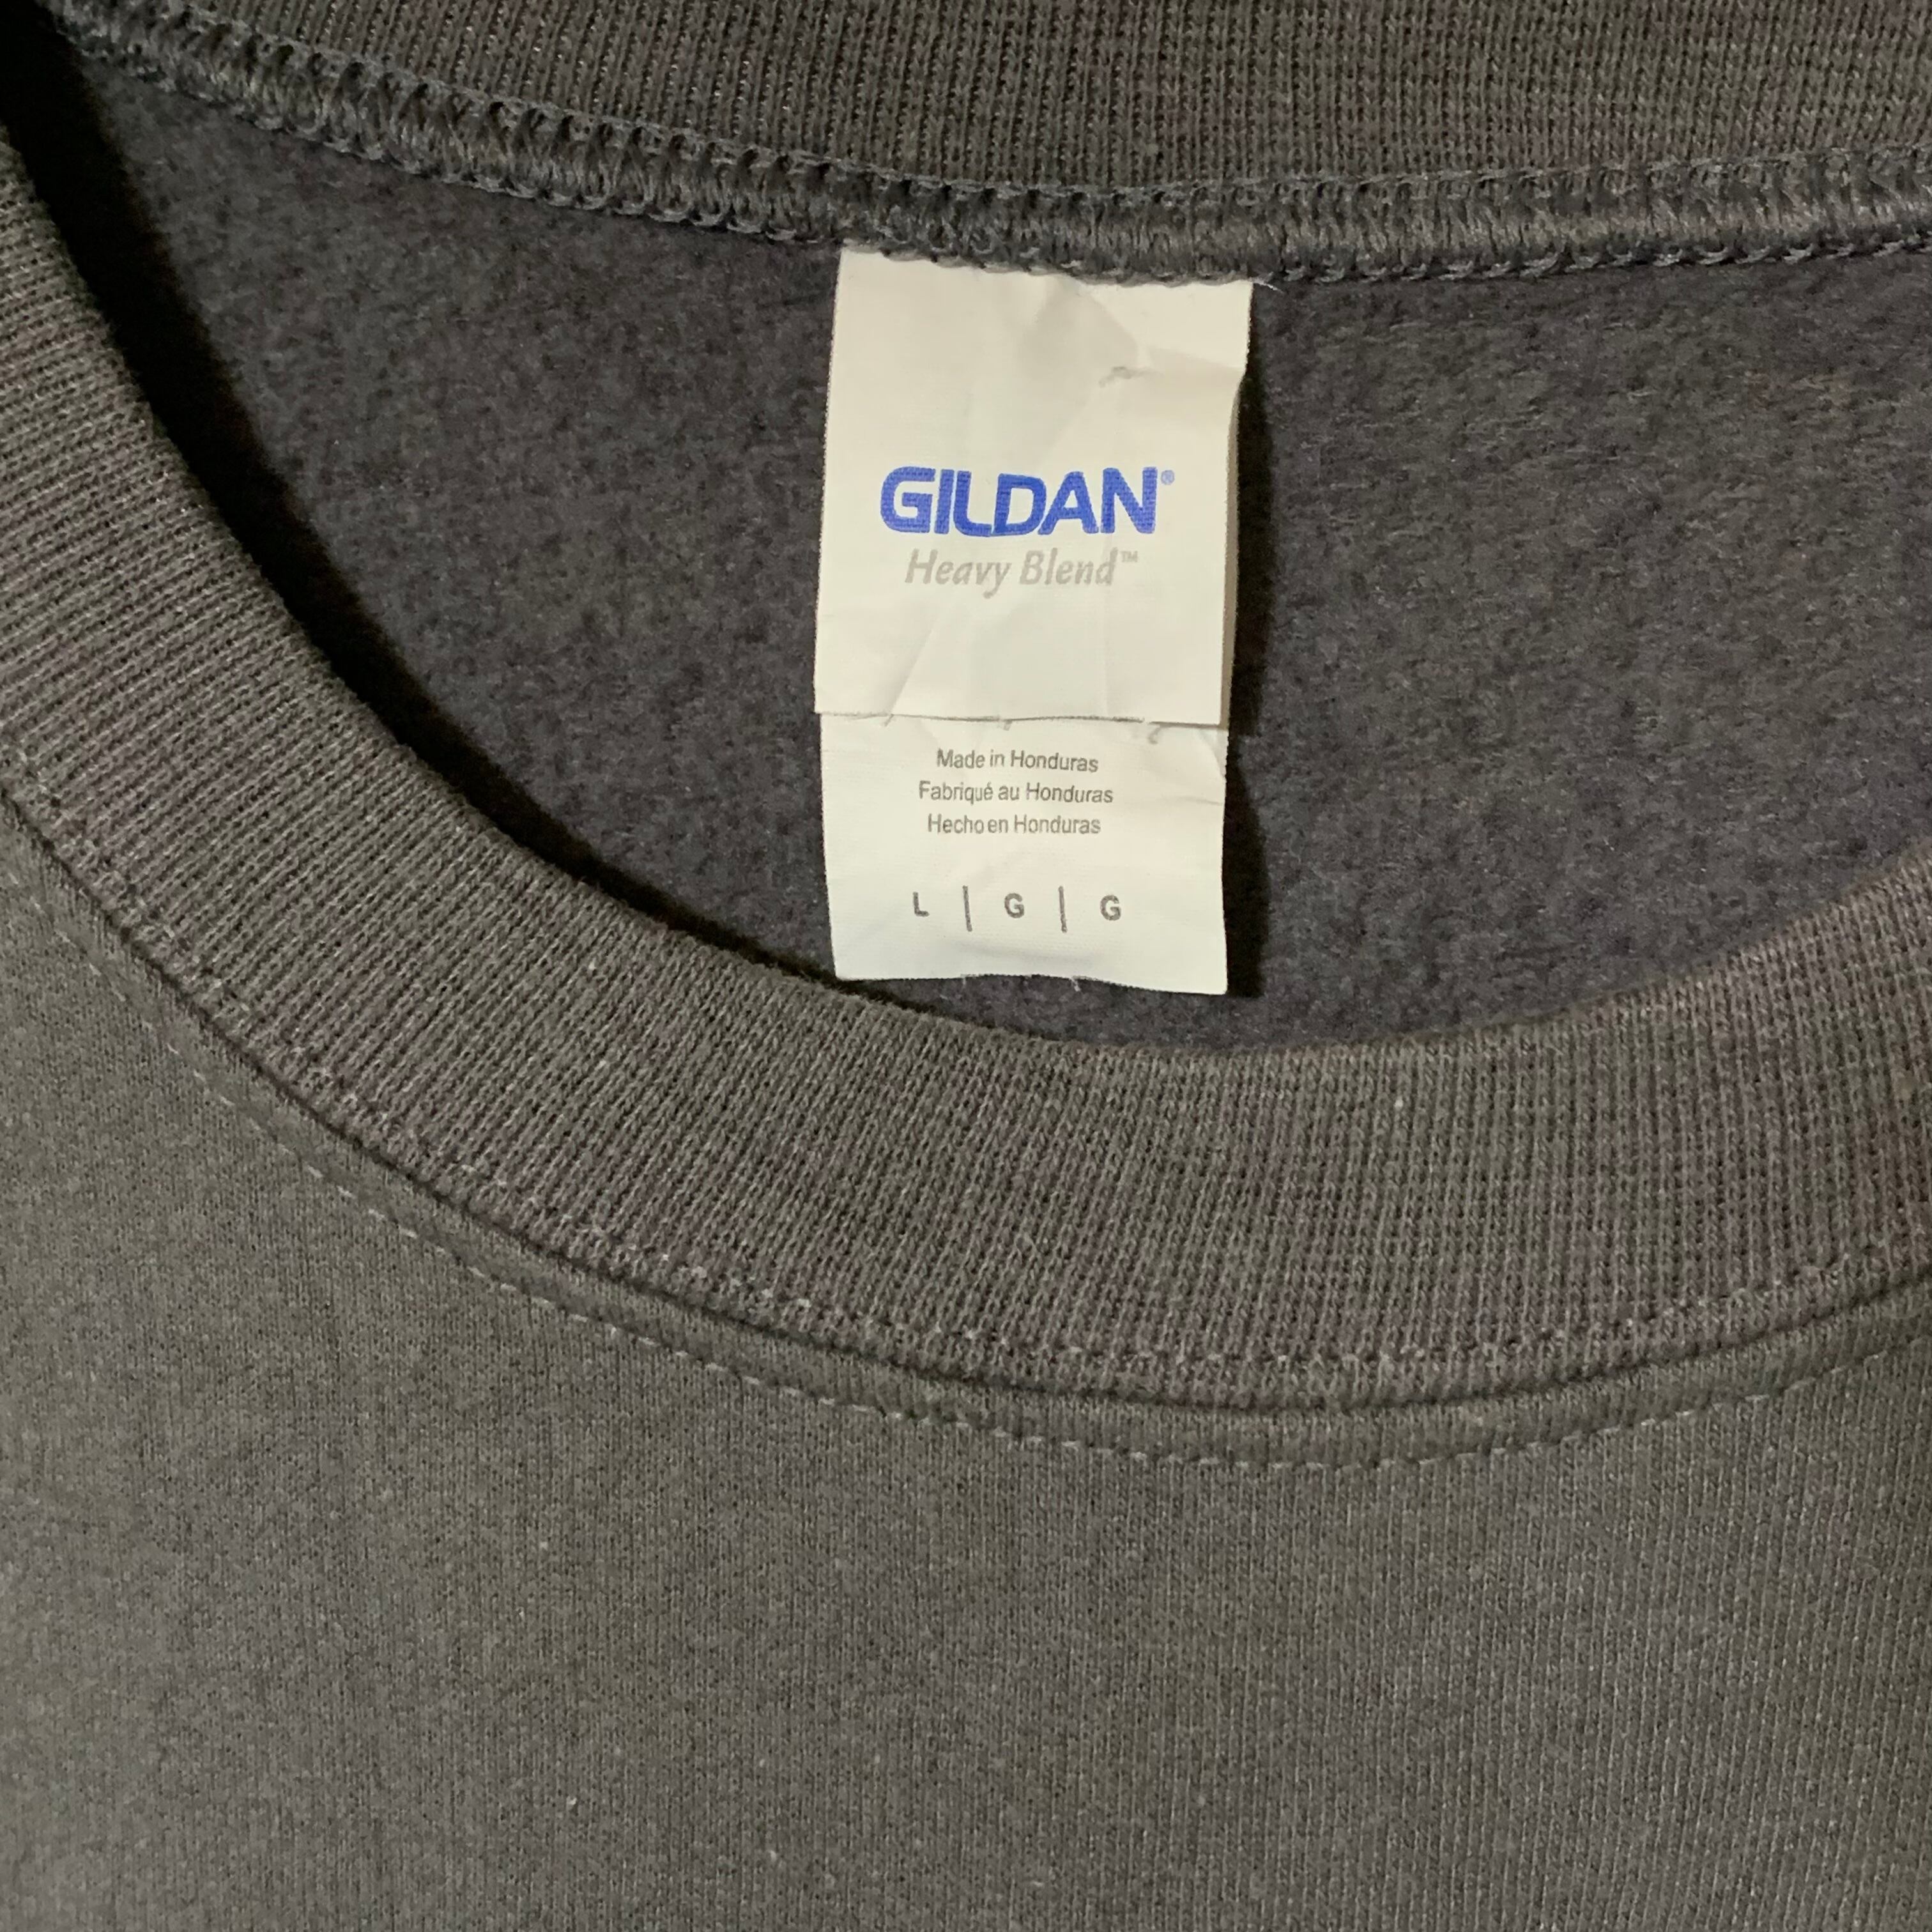 GILDAN®
Heavy Blend™
Made in Honduras
Fabriqué au Honduras
Hecho en Honduras
L | G | G